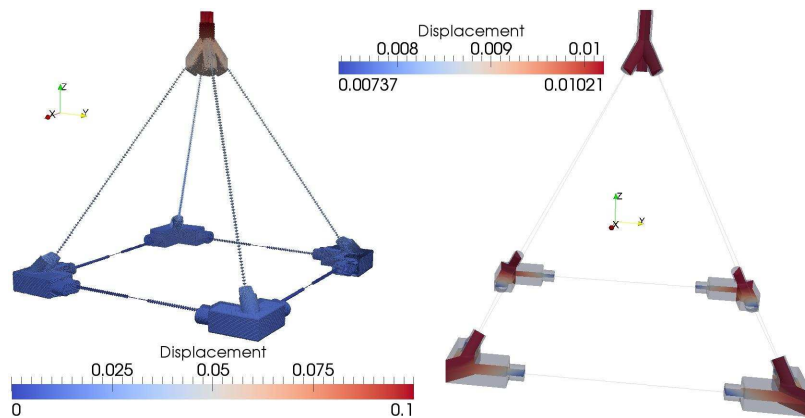 Displacement
0.008 0.009 0.01
0.00737 0.01021
Z
X Y
Z
X Y
Displacement
0.025 0.05 0.075
0 0.1